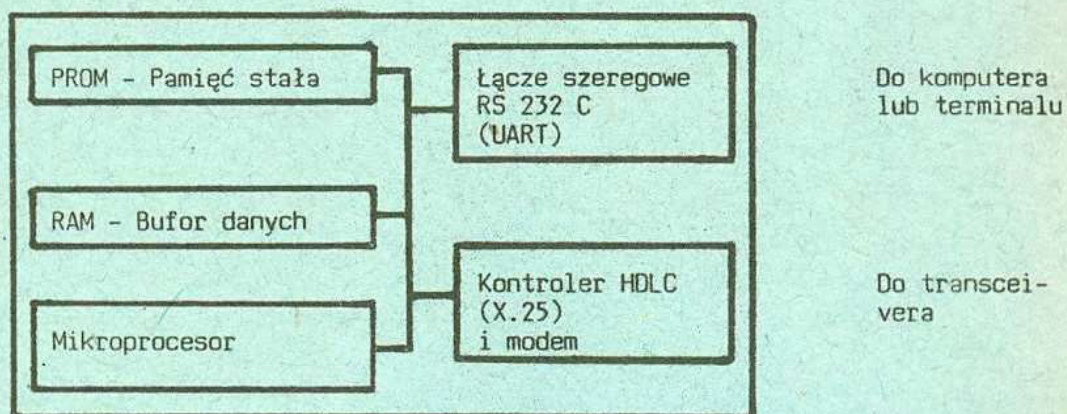 PROM - Pamięć stała
Łącze szeregowe
RS 232 C
(UART)
Do komputera
lub terminalu
RAM - Bufor danych
Kontroler HDLC
(X.25)
i modem
Do transcei-
vera
Mikroprocesor